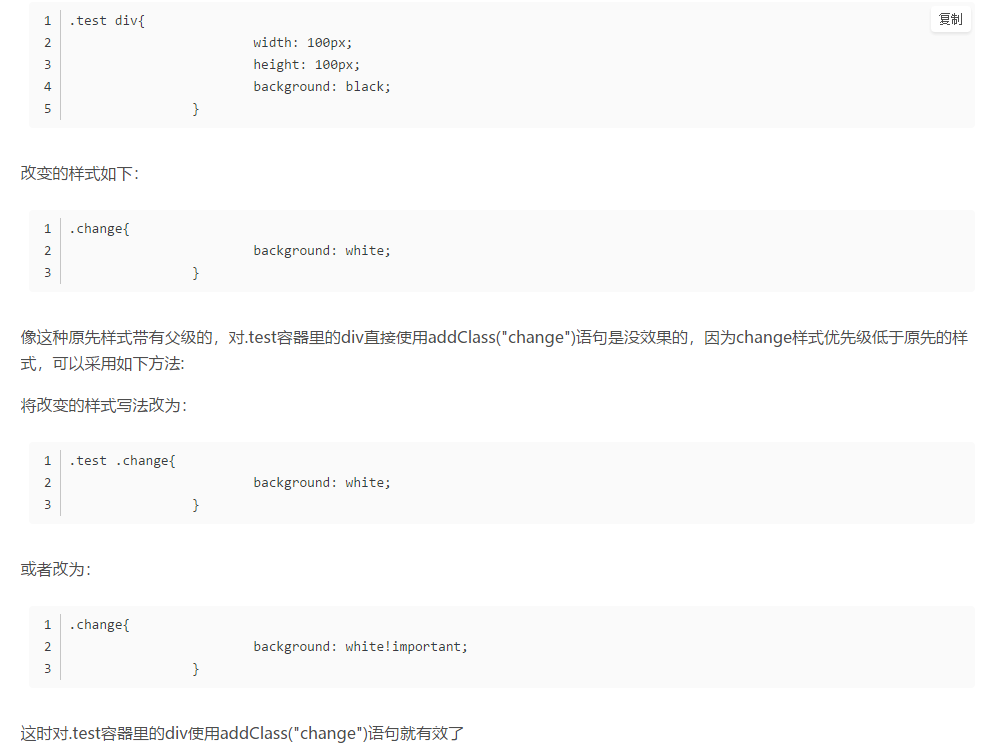 复制
1 .test div{
2 width: 100px;
3 height: 100px;
4 background: black;
5 }
改变的样式如下：
1 .change{
2 background: white;
3 }
像这种原先样式带有父级的，对.test容器里的div直接使用addClass("change")语句是没效果的，因为change样式优先级低于原先的样
式，可以采用如下方法:
将改变的样式写法改为：
1 .test .change{
2 background: white;
3 }
或者改为：
1 .change{
2 background: white!important;
3 }
这时对.test容器里的div使用addClass("change")语句就有效了